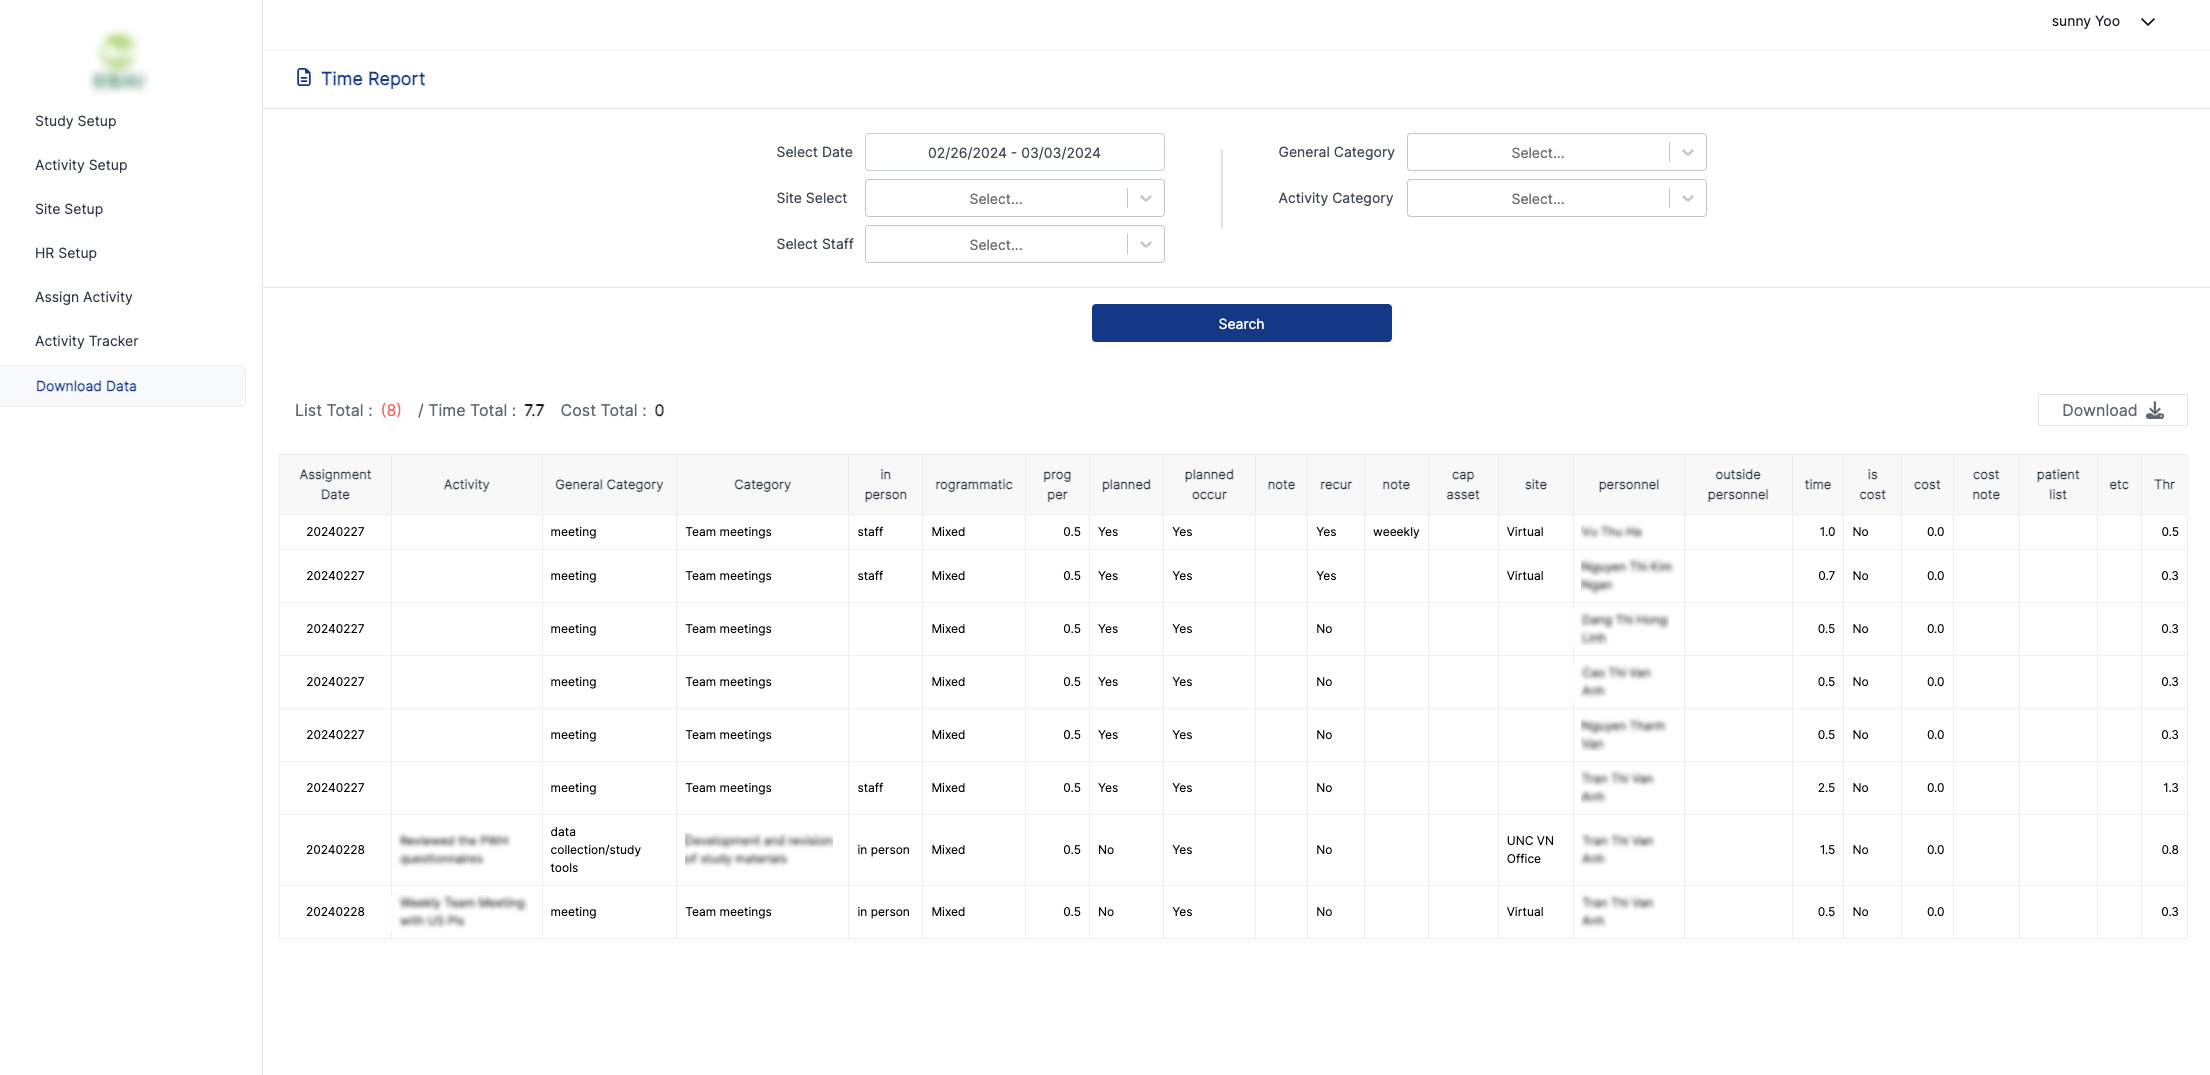 sunny Yoo
Time Report
Study Setup
Activity Setup
Site Setup
HR Setup
Assign Activity
Activity Tracker
Download Data
Select Date 02/26/2024 - 03/03/2024
Site Select Select...
Select Staff Select...
General Category Select...
Activity Category Select...
Search
List Total : (8) / Time Total : 7.7 Cost Total : 0
Download
Assignment Date Activity General Category Category in person rogrammatic prog per planned planned occur note recur note cap asset site personnel outside personnel time is cost cost cost note patient list etc Thr
20240227 meeting Team meetings staff Mixed 0.5 Yes Yes Yes weeekly Virtual 1.0 No 0.0 0.5
20240227 meeting Team meetings staff Mixed 0.5 Yes Yes Yes Virtual 0.7 No 0.0 0.3
20240227 meeting Team meetings Mixed 0.5 Yes Yes No 0.5 No 0.0 0.3
20240227 meeting Team meetings Mixed 0.5 Yes Yes No 0.5 No 0.0 0.3
20240227 meeting Team meetings Mixed 0.5 Yes Yes No 0.5 No 0.0 0.3
20240227 meeting Team meetings staff Mixed 0.5 Yes Yes No 2.5 No 0.0 1.3
20240228 data collection/study tools in person Mixed 0.5 No Yes No UNC VN Office 1.5 No 0.0 0.8
20240228 meeting Team meetings in person Mixed 0.5 No Yes No Virtual 0.5 No 0.0 0.3